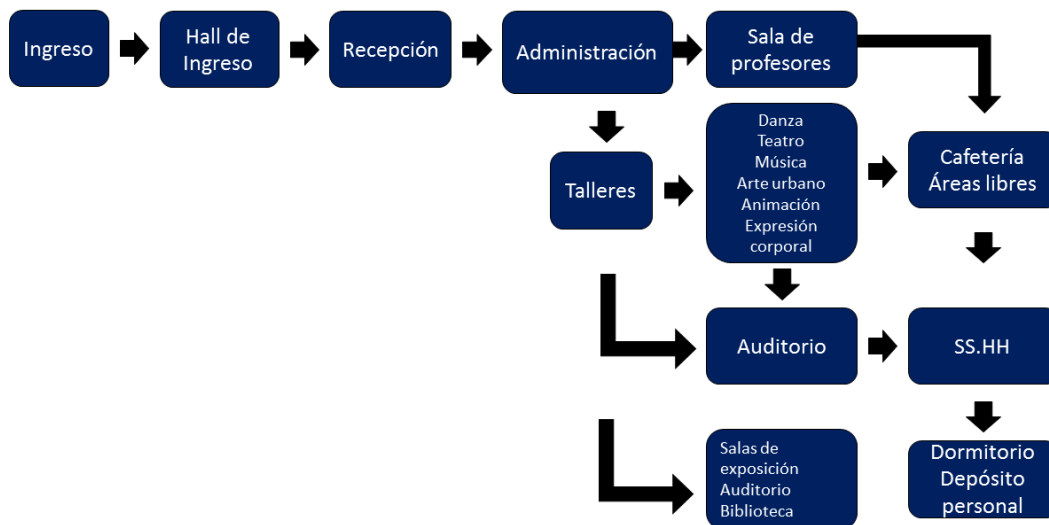 Ingreso
Hall de
Ingreso
Recepción
Administración
Sala de
profesores
Talleres
Danza
Teatro
Música
Arte urbano
Animación
Expresión
corporal
Cafetería
Áreas libres
Auditorio
SS.HH
Salas de
exposición
Auditorio
Biblioteca
Dormitorio
Depósito
personal